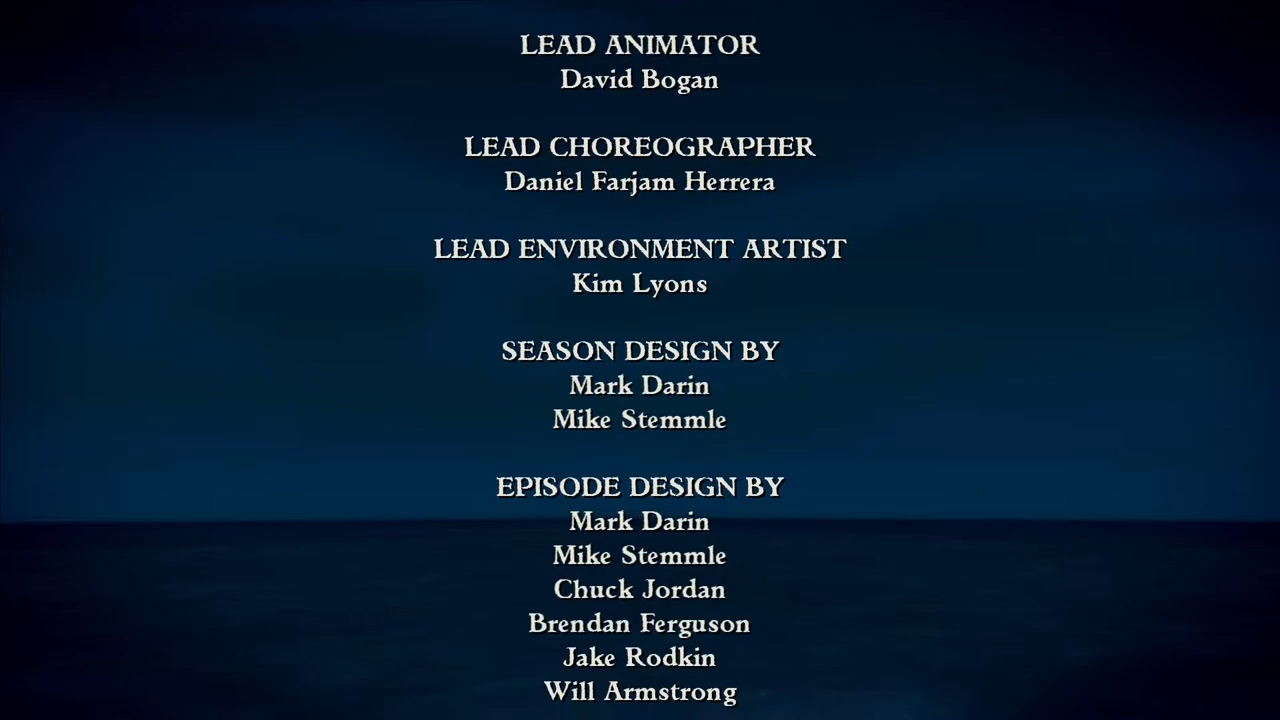 LEAD ANIMATOR
David Bogan
LEAD CHOREOGRAPHER
Daniel Farjam Herrera
LEAD ENVIRONMENT ARTIST
Kim Lyons
SEASON DESIGN BY
Mark Darin
Mike Stemmle
EPISODE DESIGN BY
Mark Darin
Mike Stemmle
Chuck Jordan
Brendan Ferguson
Jake Rodkin
Will Armstrong